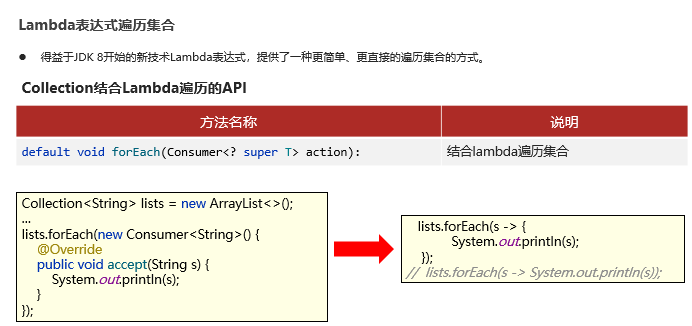 Lambda表达式遍历集合
● 得益于JDK 8开始的新技术Lambda表达式，提供了一种更简单、更直接的遍历集合的方式。
Collection结合Lambda遍历的API
方法名称 说明
default void forEach(Consumer<? super T> action): 结合lambda遍历集合
Collection<String> lists = new ArrayList<>();
...
lists.forEach(new Consumer<String>() {
@Override
public void accept(String s) {
System.out.println(s);
}
});
lists.forEach(s -> {
System.out.println(s);
});
// lists.forEach(s -> System.out.println(s));